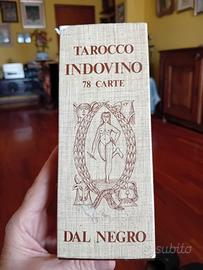 TAROCCO
INDOVINO
78 CARTE
DAL NEGRO
subito